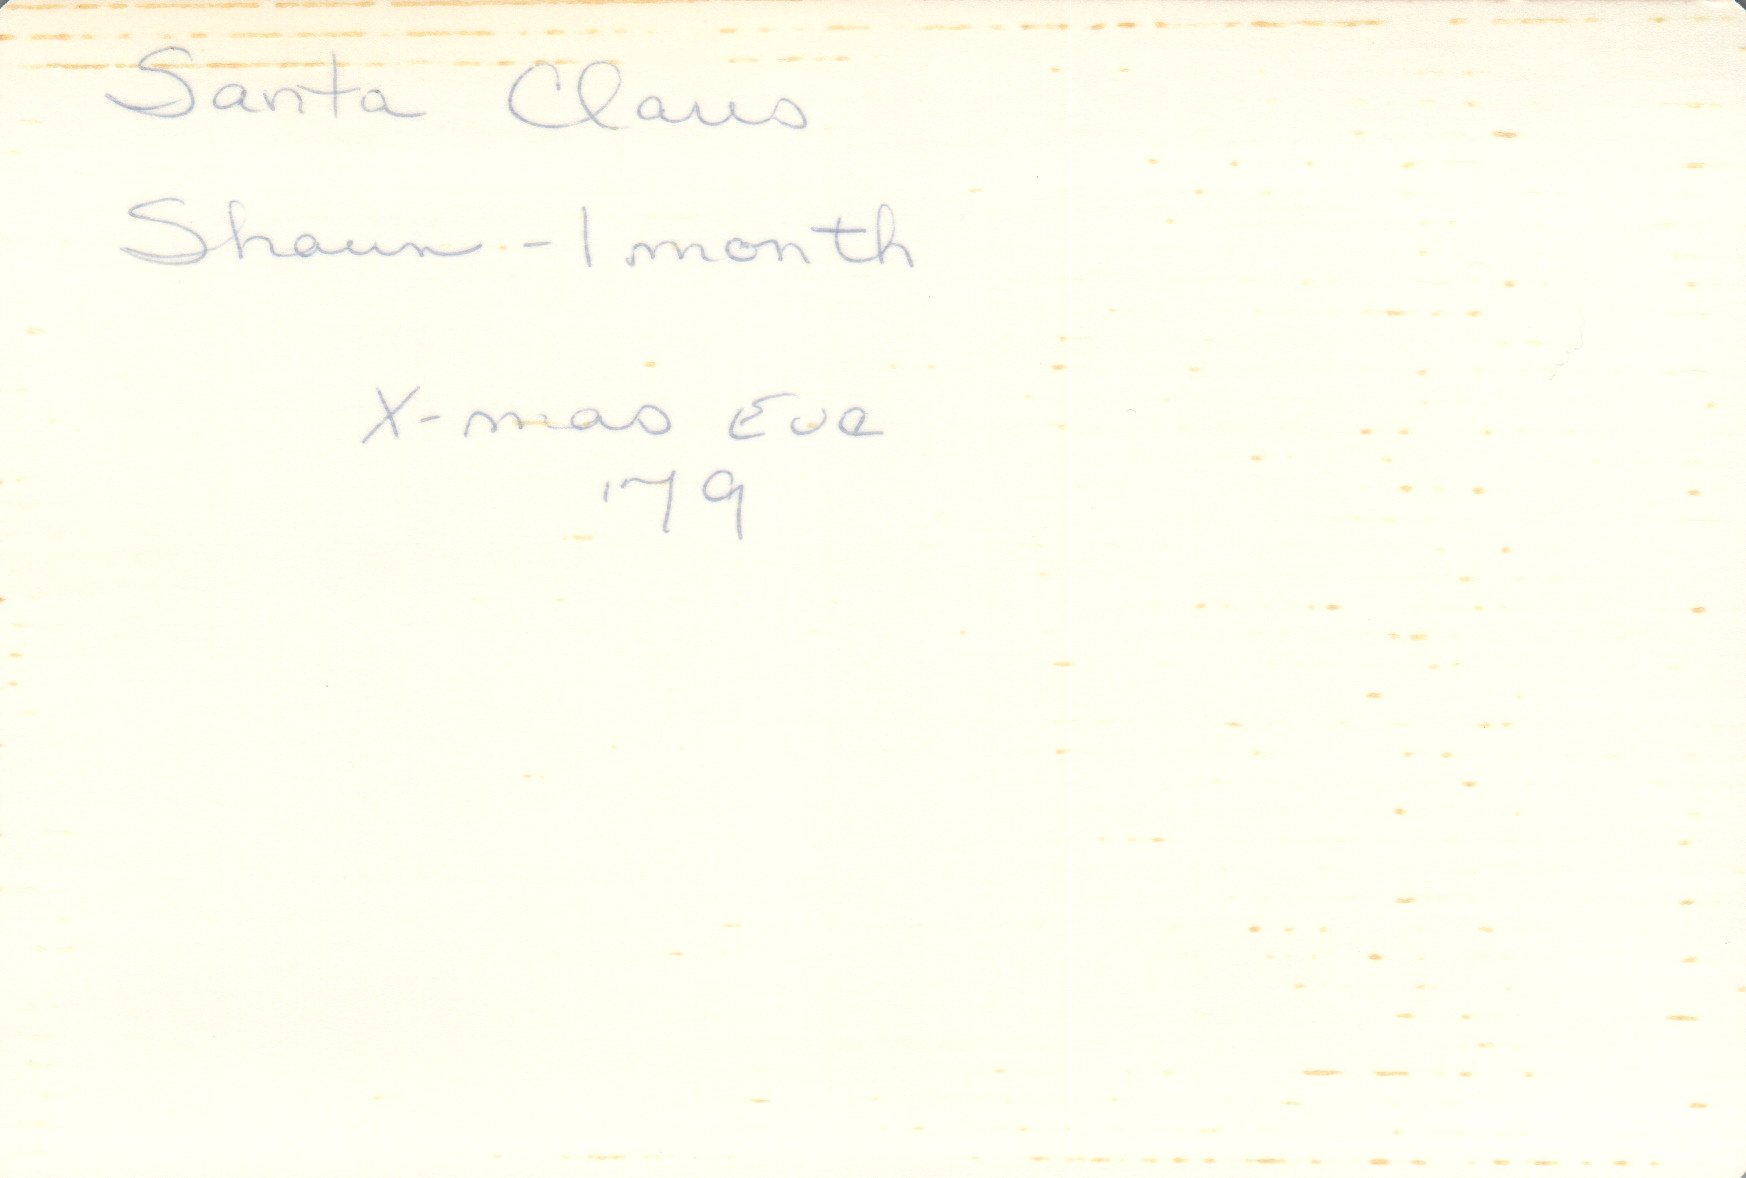 Santa Claus
Shaun - 1 month
X-mas Eve
'79